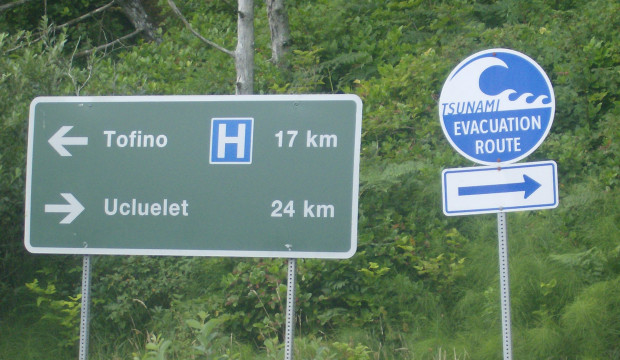 Tofino H 17 km
Ucluelet 24 km
TSUNAMI
EVACUATION
ROUTE